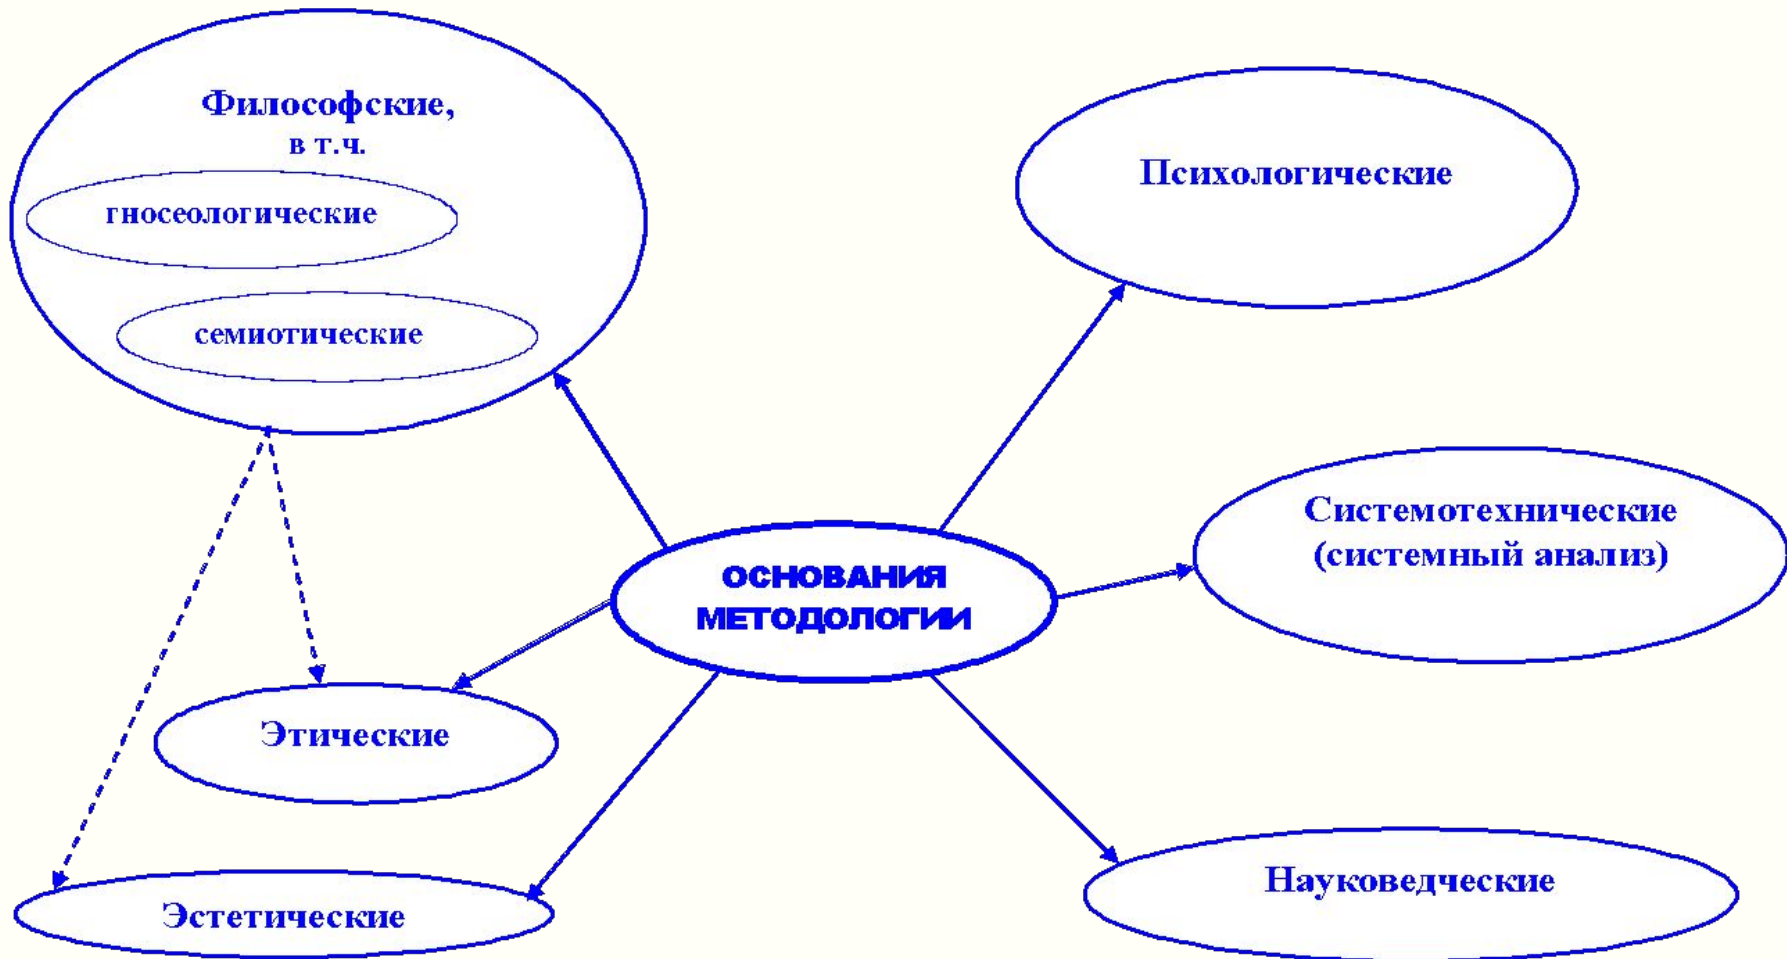 Философские,
в т.ч.
гносеологические
семиотические
Психологические
Системотехнические
(системный анализ)
ОСНОВАНИЯ
МЕТОДОЛОГИИ
Этические
Эстетические
Науковедческие